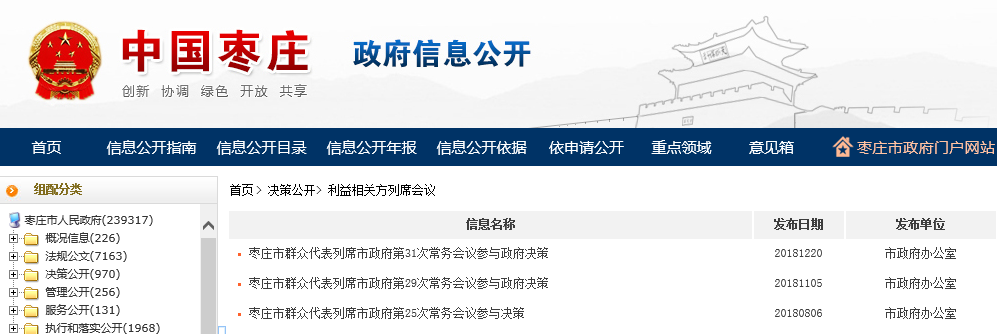 中国枣庄
政府信息公开
创新 协调 绿色 开放 共享
首页 信息公开指南 信息公开目录 信息公开年报 信息公开依据 依申请公开 重点领域 意见箱 枣庄市政府门户网站
组配分类
首页> 决策公开> 利益相关方列席会议
枣庄市人民政府(239317)
概况信息(226)
法规公文(7163)
决策公开(970)
管理公开(256)
服务公开(131)
执行和落实公开(1968)
信息名称 发布日期 发布单位
枣庄市群众代表列席市政府第31次常务会议参与政府决策 20181220 市政府办公室
枣庄市群众代表列席市政府第29次常务会议参与政府决策 20181105 市政府办公室
枣庄市群众代表列席市政府第25次常务会议参与决策 20180806 市政府办公室